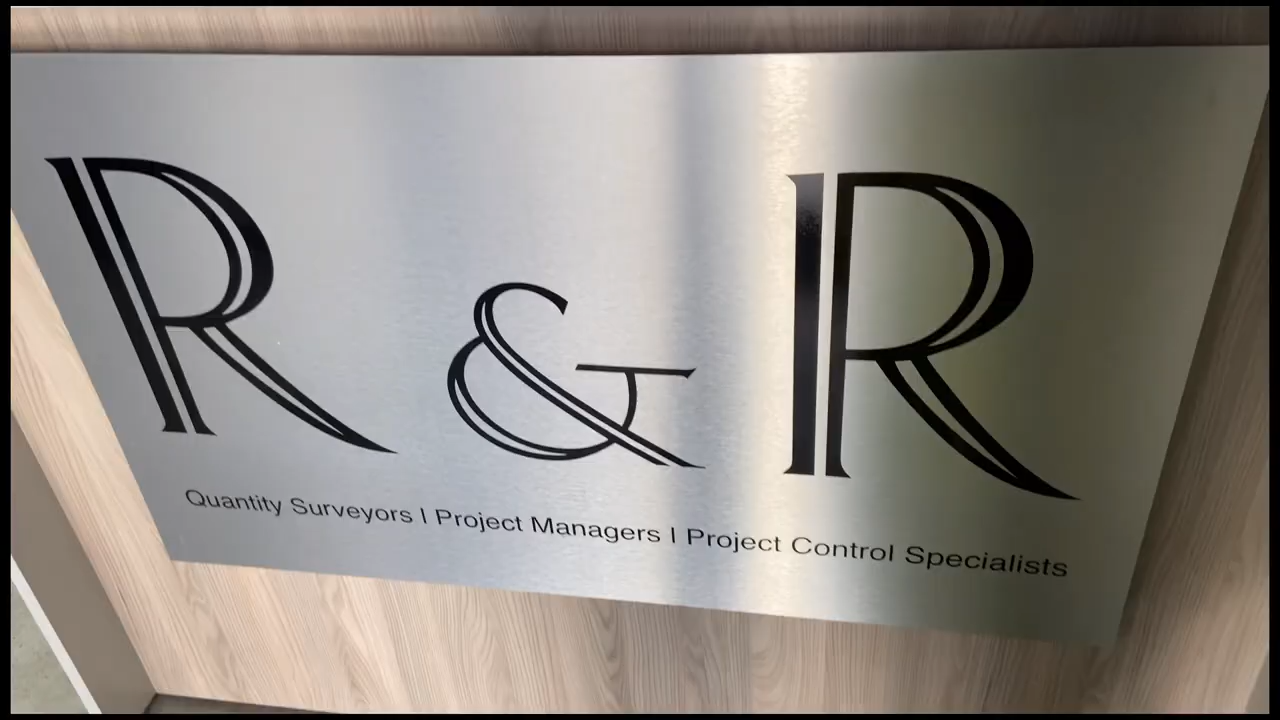 R & R
Quantity Surveyors | Project Managers | Project Control Specialists